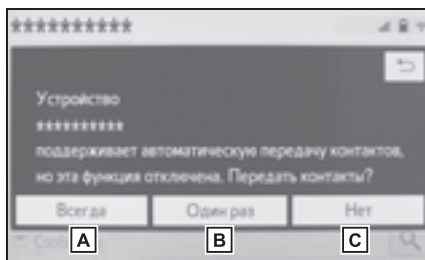 **********
Устройство
**********
поддерживает автоматическую передачу контактов,
но эта функция отключена. Передать контакты?
Всегда Один раз Нет
A B C